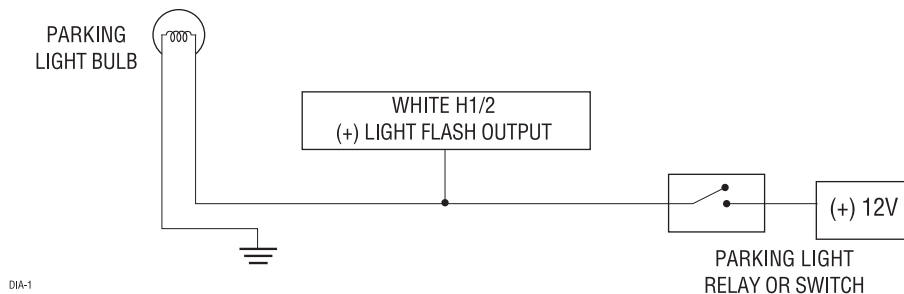 PARKING
LIGHT BULB
WHITE H1/2
(+) LIGHT FLASH OUTPUT
(+) 12V
PARKING LIGHT
RELAY OR SWITCH
DIA-1